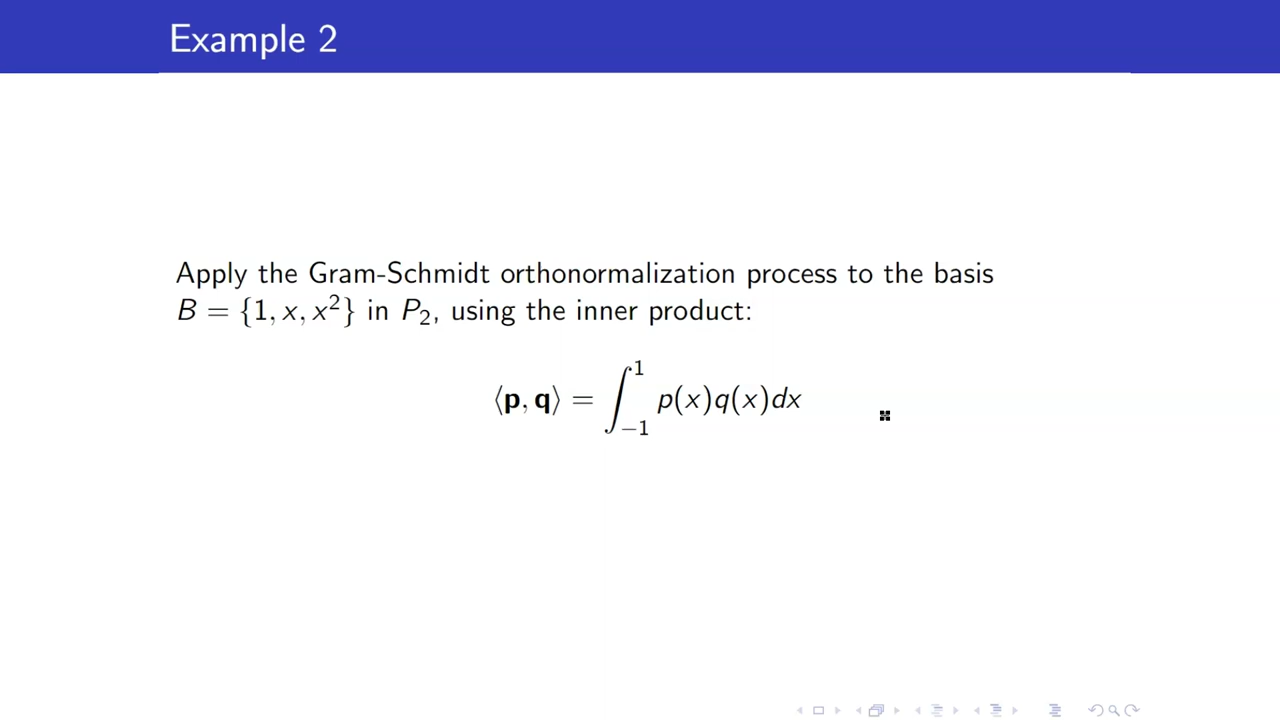 Example 2
Apply the Gram-Schmidt orthonormalization process to the basis
B = {1, x, x²} in P₂, using the inner product:
⟨p, q⟩ = ∫₋₁¹ p(x)q(x)dx